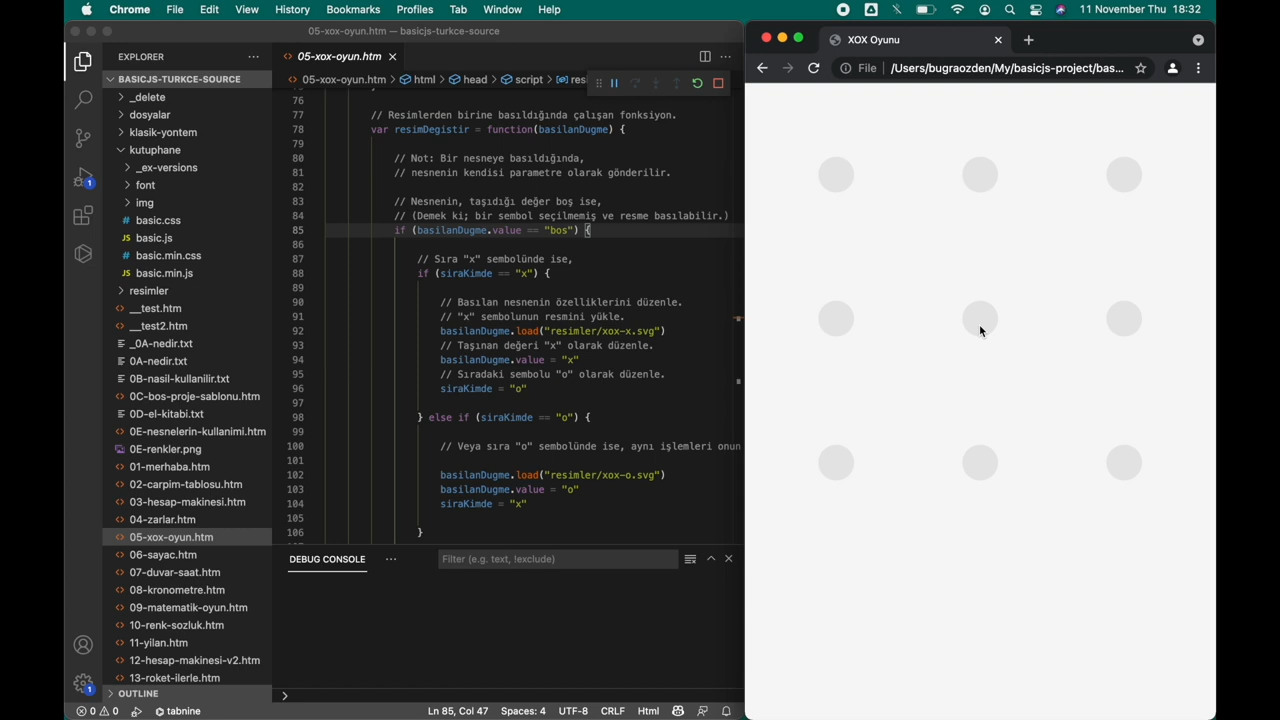 Chrome File Edit View History Bookmarks Profiles Tab Window Help 11 November Thu 18:32
05-xox-oyun.htm — basicjs-turkce-source
EXPLORER
BASICJS-TURKCE-SOURCE
_delete
dosyalar
klasik-yontem
kutuphane
_ex-versions
font
img
# basic.css
JS basic.js
# basic.min.css
JS basic.min.js
resimler
__test.htm
__test2.htm
_0A-nedir.txt
0A-nedir.txt
0B-nasil-kullanilir.txt
0C-bos-proje-sablonu.htm
0D-el-kitabi.txt
0E-nesnelerin-kullanimi.htm
0E-renkler.png
01-merhaba.htm
02-carpim-tablosu.htm
03-hesap-makinesi.htm
04-zarlar.htm
05-xox-oyun.htm
06-sayac.htm
07-duvar-saat.htm
08-kronometre.htm
09-matematik-oyun.htm
10-renk-sozluk.htm
11-yilan.htm
12-hesap-makinesi-v2.htm
13-roket-ilerle.htm
OUTLINE
1
1
05-xox-oyun.htm
05-xox-oyun.htm > html > head > script > res
76
77 // Resimlerden birine basıldığında çalışan fonksiyon.
78 var resimDegistir = function(basilanDugme) {
79
80 // Not: Bir nesneye basıldığında,
81 // nesnenin kendisi parametre olarak gönderilir.
82
83 // Nesnenin, taşıdığı değer boş ise,
84 // (Demek ki; bir sembol seçilmemiş ve resme basılabilir.)
85 if (basilanDugme.value == "bos") {
86
87 // Sıra "x" sembolünde ise,
88 if (siraKimde == "x") {
89
90 // Basılan nesnenin özelliklerini düzenle.
91 // "x" sembolunun resmini yükle.
92 basilanDugme.load("resimler/xox-x.svg")
93 // Taşınan değeri "x" olarak düzenle.
94 basilanDugme.value = "x"
95 // Sıradaki sembolu "o" olarak düzenle.
96 siraKimde = "o"
97
98 } else if (siraKimde == "o") {
99
100 // Veya sıra "o" sembolünde ise, aynı işlemleri onun
101
102 basilanDugme.load("resimler/xox-o.svg")
103 basilanDugme.value = "o"
104 siraKimde = "x"
105
106 }
DEBUG CONSOLE
Filter (e.g. text, !exclude)
0 0 tabnine Ln 85, Col 47 Spaces: 4 UTF-8 CRLF Html
XOX Oyunu
File /Users/bugraozden/My/basicjs-project/bas...